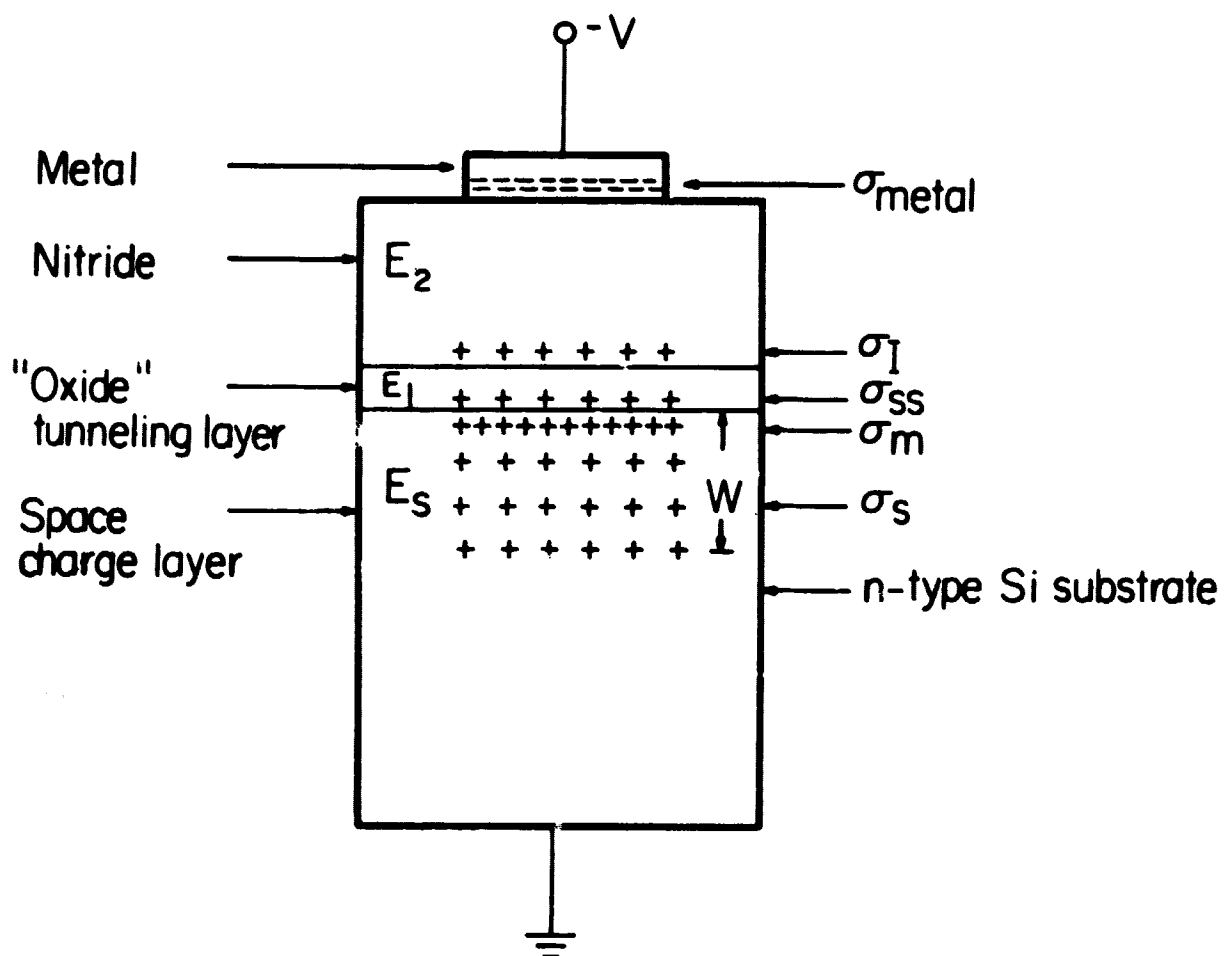 -V
Metal
σmetal
Nitride
E2
σI
"Oxide"
tunneling layer
E1
σss
σm
Es
W
σs
Space
charge layer
n-type Si substrate